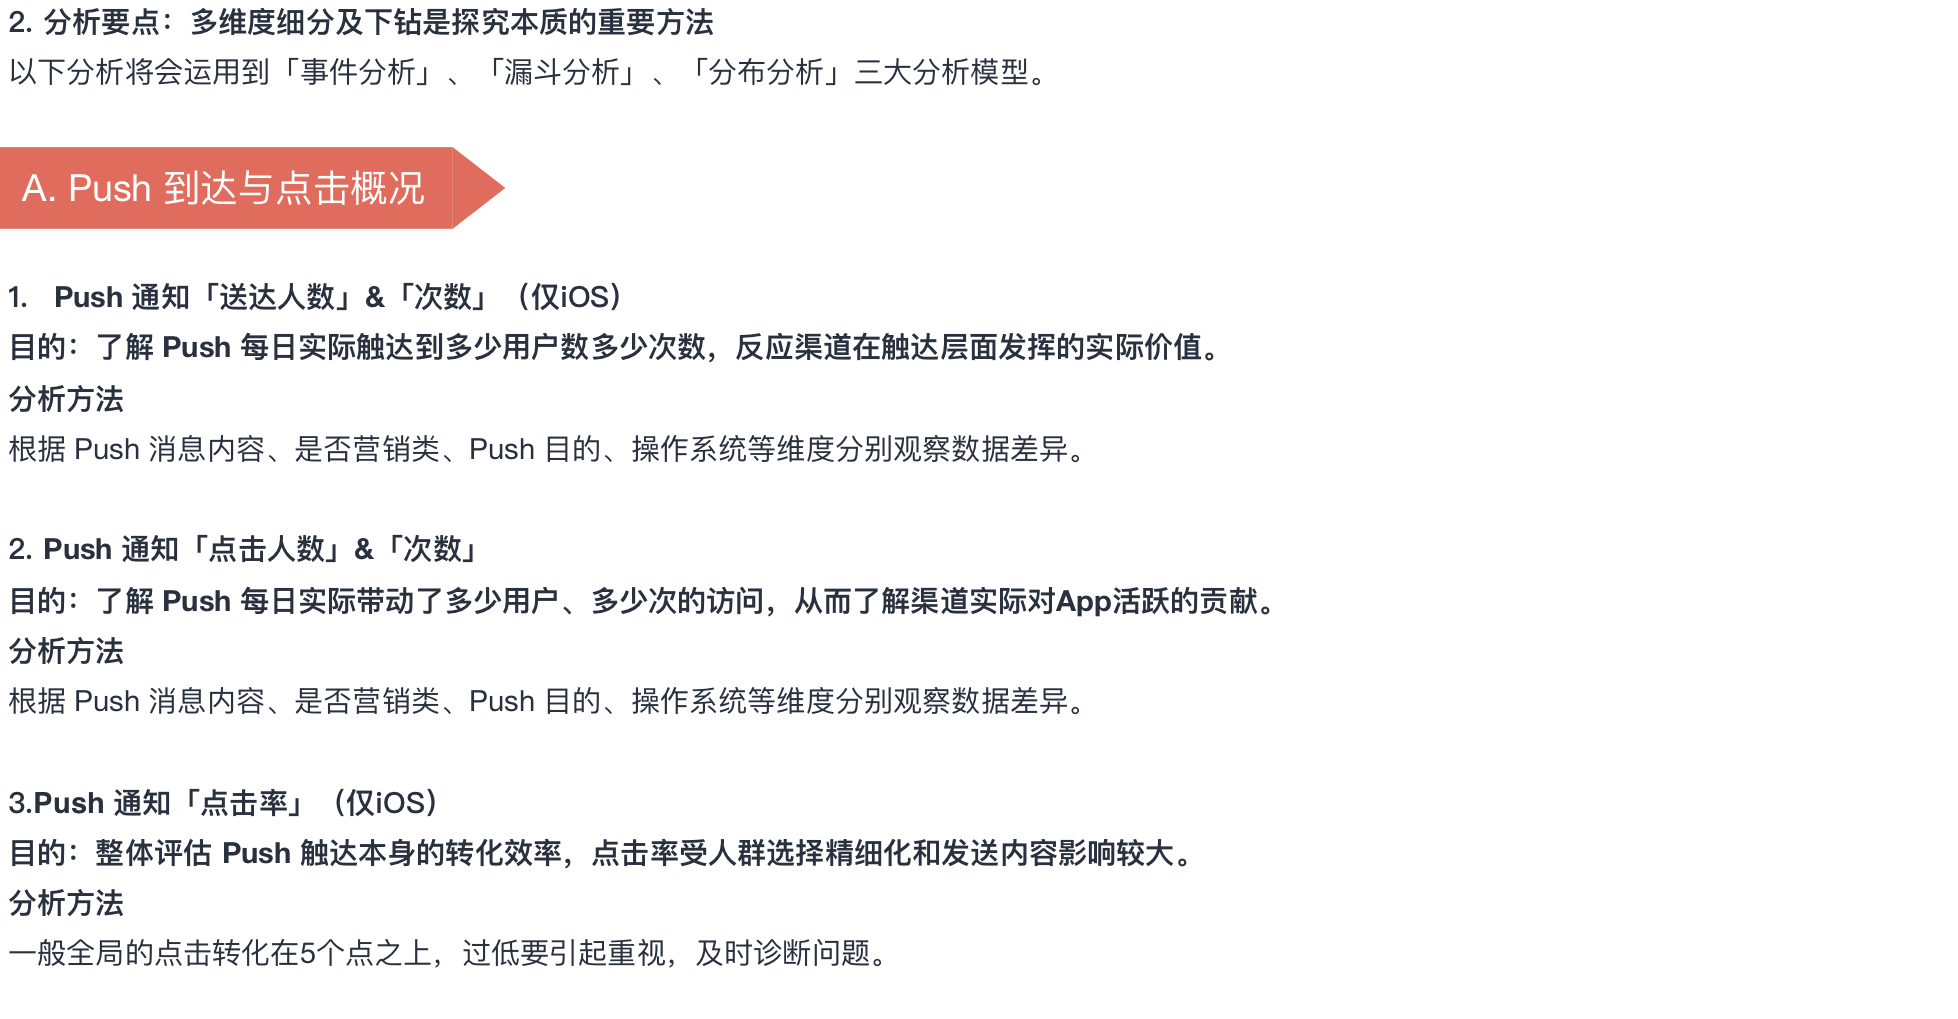 2. 分析要点：多维度细分及下钻是探究本质的重要方法
以下分析将会运用到「事件分析」、「漏斗分析」、「分布分析」三大分析模型。
A. Push 到达与点击概况
1. Push 通知「送达人数」&「次数」（仅iOS）
目的：了解 Push 每日实际触达到多少用户数多少次数，反应渠道在触达层面发挥的实际价值。
分析方法
根据 Push 消息内容、是否营销类、Push 目的、操作系统等维度分别观察数据差异。
2. Push 通知「点击人数」&「次数」
目的：了解 Push 每日实际带动了多少用户、多少次的访问，从而了解渠道实际对App活跃的贡献。
分析方法
根据 Push 消息内容、是否营销类、Push 目的、操作系统等维度分别观察数据差异。
3.Push 通知「点击率」（仅iOS）
目的：整体评估 Push 触达本身的转化效率，点击率受人群选择精细化和发送内容影响较大。
分析方法
一般全局的点击转化在5个点之上，过低要引起重视，及时诊断问题。